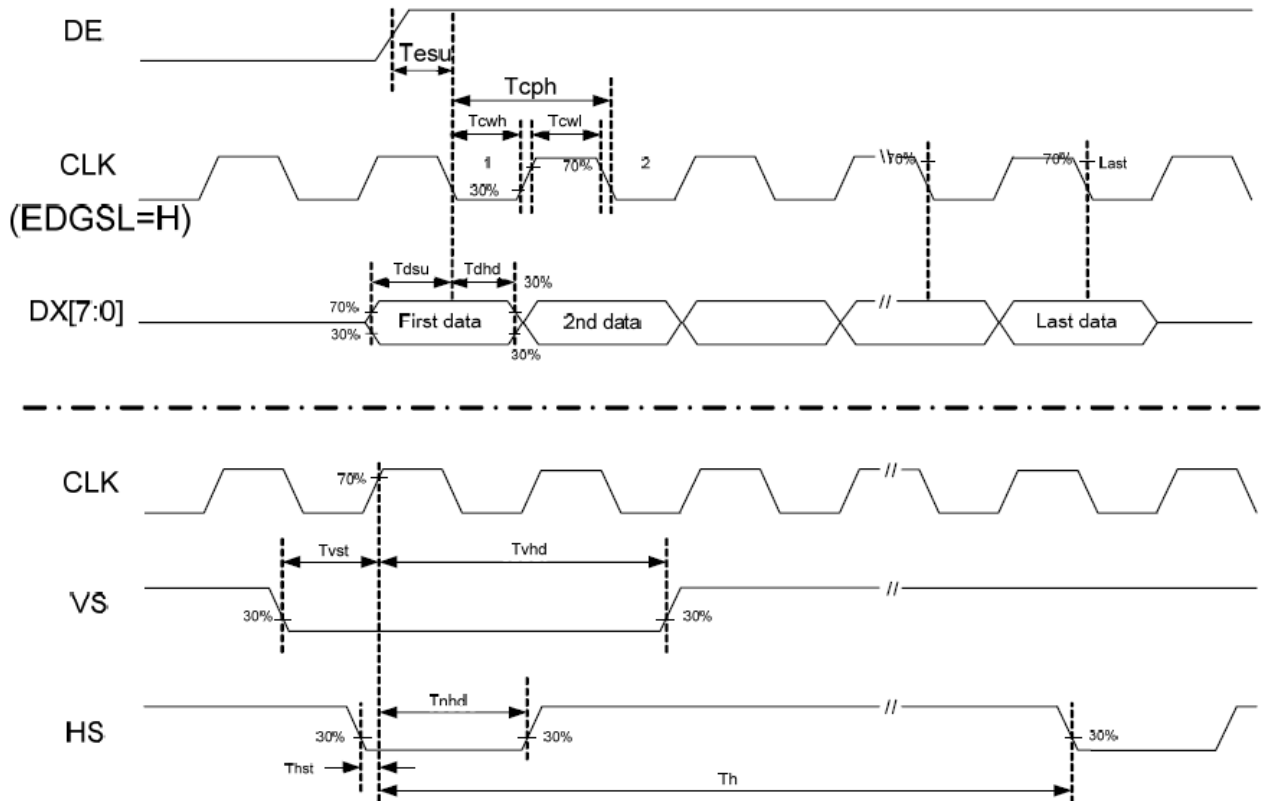 DE
Tesu
Tcph
Tcwh
Tcwl
CLK
1
70%
2
70%
70%
Last
30%
(EDGSL=H)
Tdsu
Tdhd
30%
DX[7:0]
70%
First data
2nd data
//
Last data
30%
30%
CLK
70%
//
Tvst
Tvhd
VS
//
30%
30%
HS
//
30%
30%
30%
Thst
Th